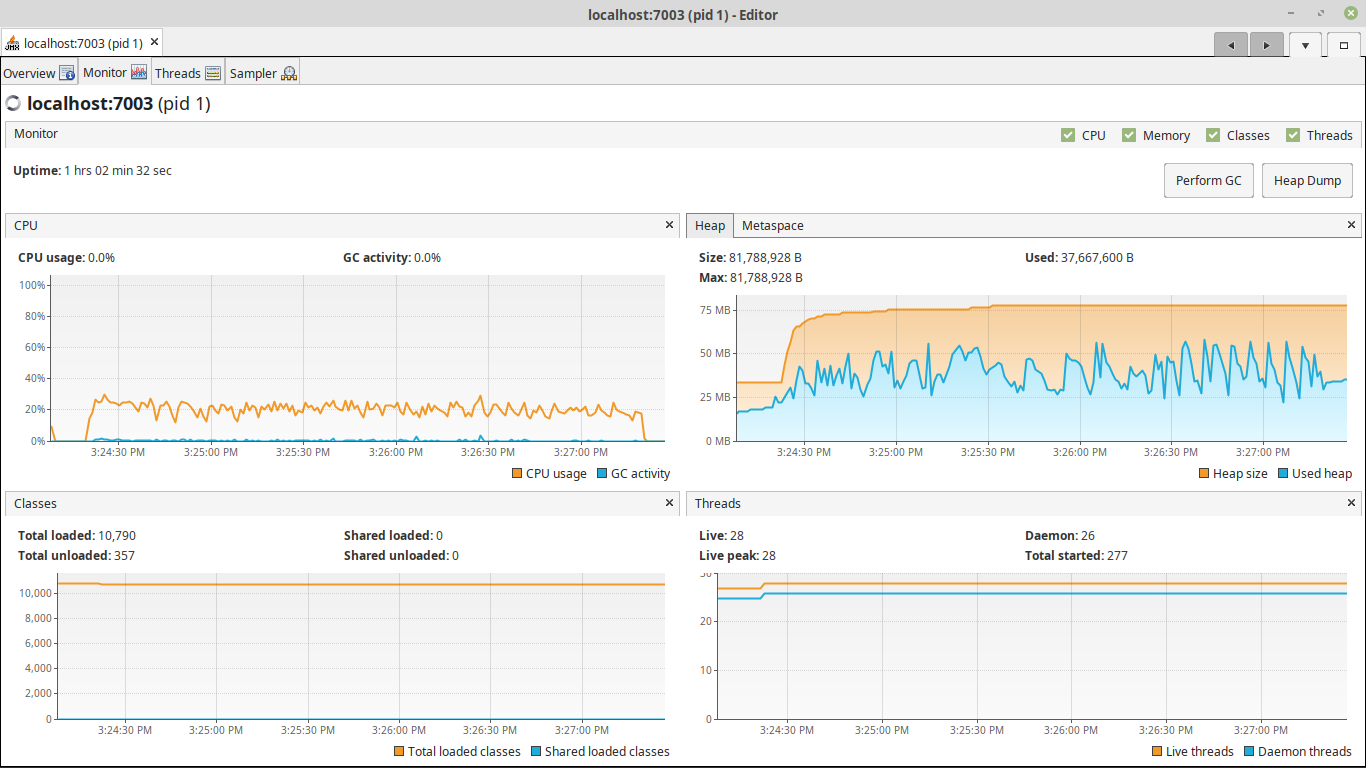 localhost:7003 (pid 1) - Editor
JMX localhost:7003 (pid 1)
Overview Monitor Threads Sampler
localhost:7003 (pid 1)
Monitor CPU Memory Classes Threads
Uptime: 1 hrs 02 min 32 sec
Perform GC Heap Dump
CPU
CPU usage: 0.0% GC activity: 0.0%
100%
80%
60%
40%
20%
0%
3:24:30 PM 3:25:00 PM 3:25:30 PM 3:26:00 PM 3:26:30 PM 3:27:00 PM
CPU usage GC activity
Heap Metaspace
Size: 81,788,928 B Used: 37,667,600 B
Max: 81,788,928 B
75 MB
50 MB
25 MB
0 MB
3:24:30 PM 3:25:00 PM 3:25:30 PM 3:26:00 PM 3:26:30 PM 3:27:00 PM
Heap size Used heap
Classes
Total loaded: 10,790 Shared loaded: 0
Total unloaded: 357 Shared unloaded: 0
10,000
8,000
6,000
4,000
2,000
0
3:24:30 PM 3:25:00 PM 3:25:30 PM 3:26:00 PM 3:26:30 PM 3:27:00 PM
Total loaded classes Shared loaded classes
Threads
Live: 28 Daemon: 26
Live peak: 28 Total started: 277
30
20
10
0
3:24:30 PM 3:25:00 PM 3:25:30 PM 3:26:00 PM 3:26:30 PM 3:27:00 PM
Live threads Daemon threads